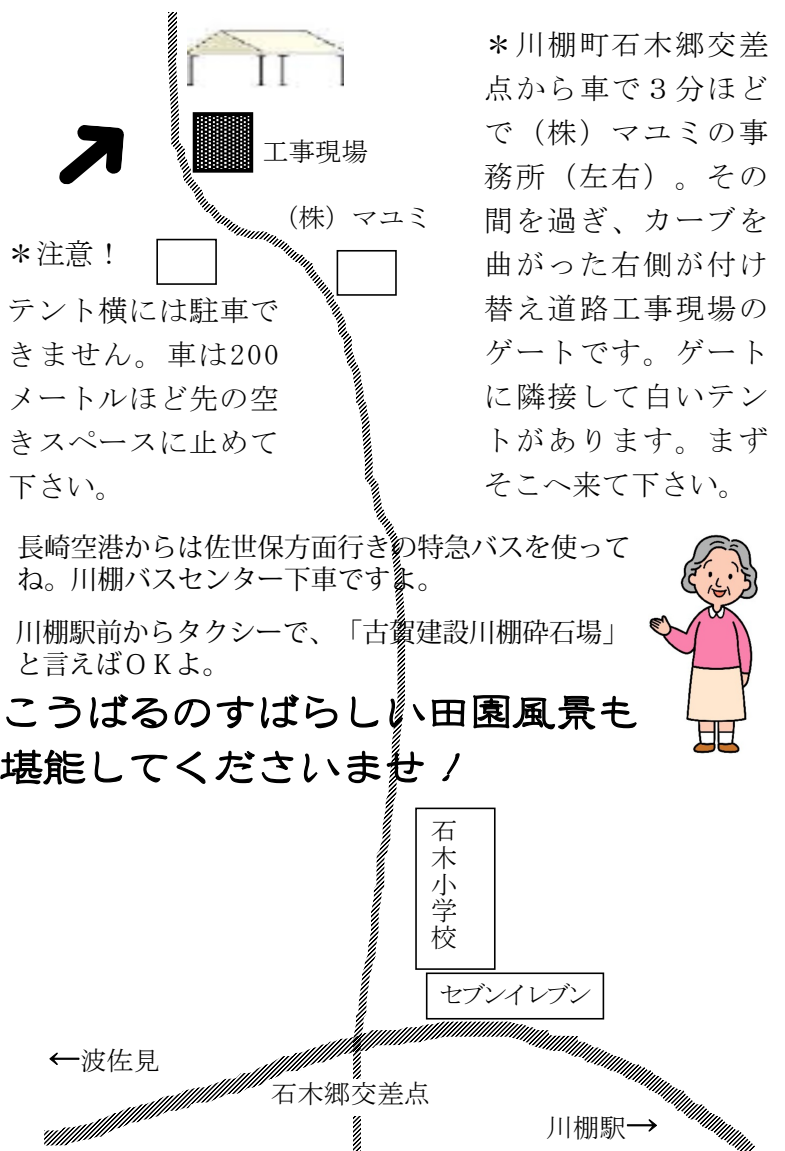 ＊川棚町石木郷交差
点から車で３分ほど
で（株）マユミの事
務所（左右）。その
間を過ぎ、カーブを
曲がった右側が付け
替え道路工事現場の
ゲートです。ゲート
に隣接して白いテン
トがあります。まず
そこへ来て下さい。
工事現場
（株）マユミ
＊注意！
テント横には駐車で
きません。車は200
メートルほど先の空
きスペースに止めて
下さい。
長崎空港からは佐世保方面行きの特急バスを使って
ね。川棚バスセンター下車ですよ。
川棚駅前からタクシーで、「古賀建設川棚砕石場」
と言えばＯＫよ。
こうばるのすばらしい田園風景も
堪能してくださいませ！
石木小学校
セブンイレブン
←波佐見
石木郷交差点
川棚駅→